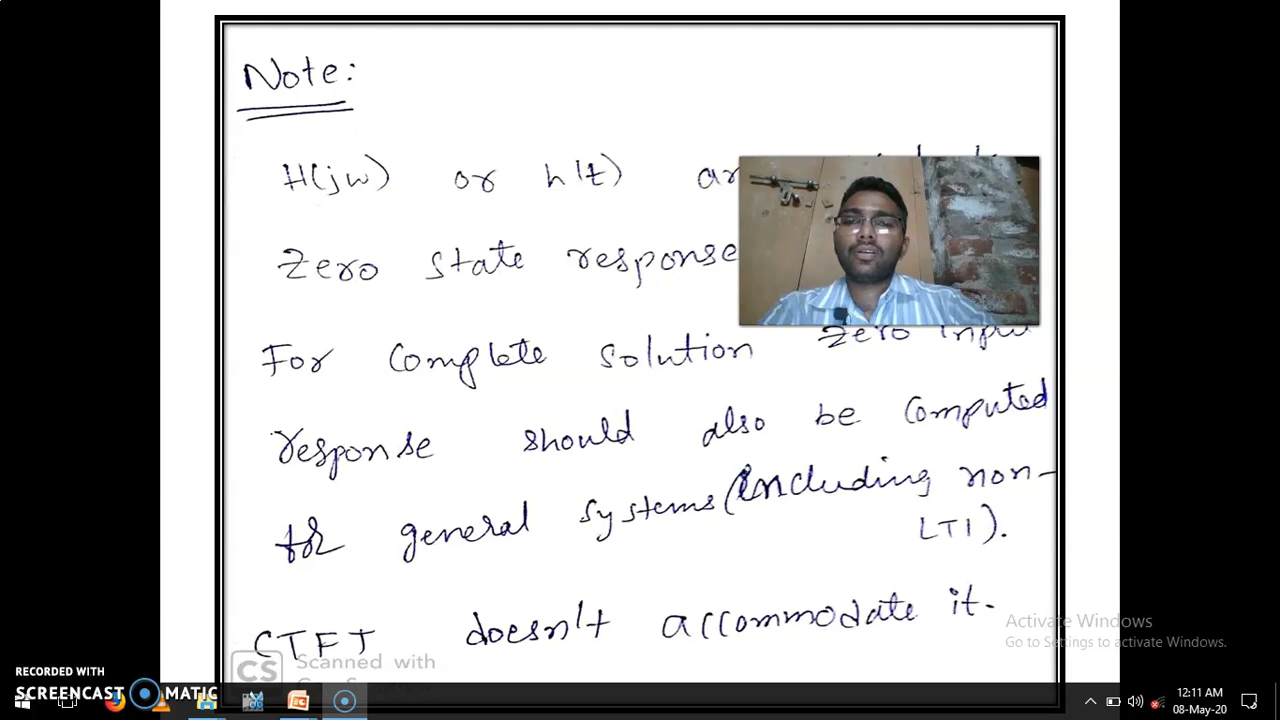 Note:
H(jw) or h(t)
Zero state response
For complete solution zero input
response should also be computed
for general systems (including non-
LTI).
CTFT doesn't accommodate it.
CS Scanned with
Activate Windows
Go to Settings to activate Windows.
RECORDED WITH
SCREENCAST MATIC
12:11 AM
08-May-20